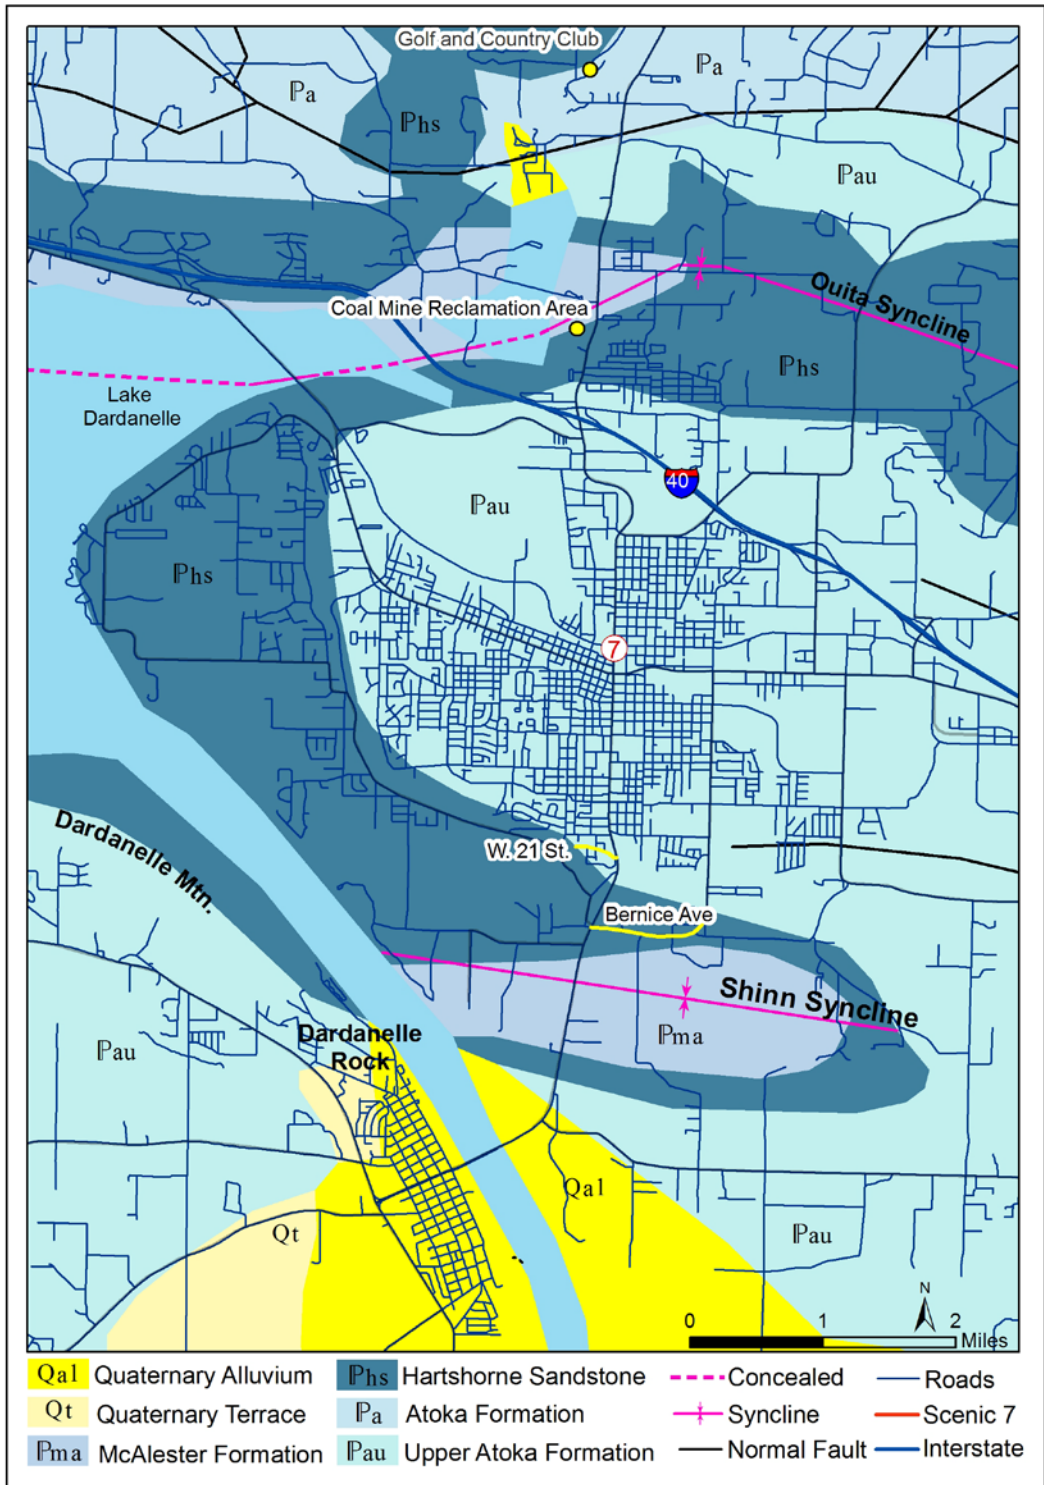 Golf and Country Club
ℙa
ℙa
ℙhs
ℙau
Ouita Syncline
Coal Mine Reclamation Area
ℙhs
Lake
Dardanelle
40
ℙau
ℙhs
7
Dardanelle Mtn.
W. 21 St.
Bernice Ave
Shinn Syncline
ℙma
Dardanelle
Rock
ℙau
Qal
Qt
ℙau
N
0 1 2
Miles
Qal Quaternary Alluvium
Qt Quaternary Terrace
ℙma McAlester Formation
ℙhs Hartshorne Sandstone
ℙa Atoka Formation
ℙau Upper Atoka Formation
Concealed
Syncline
Normal Fault
Roads
Scenic 7
Interstate